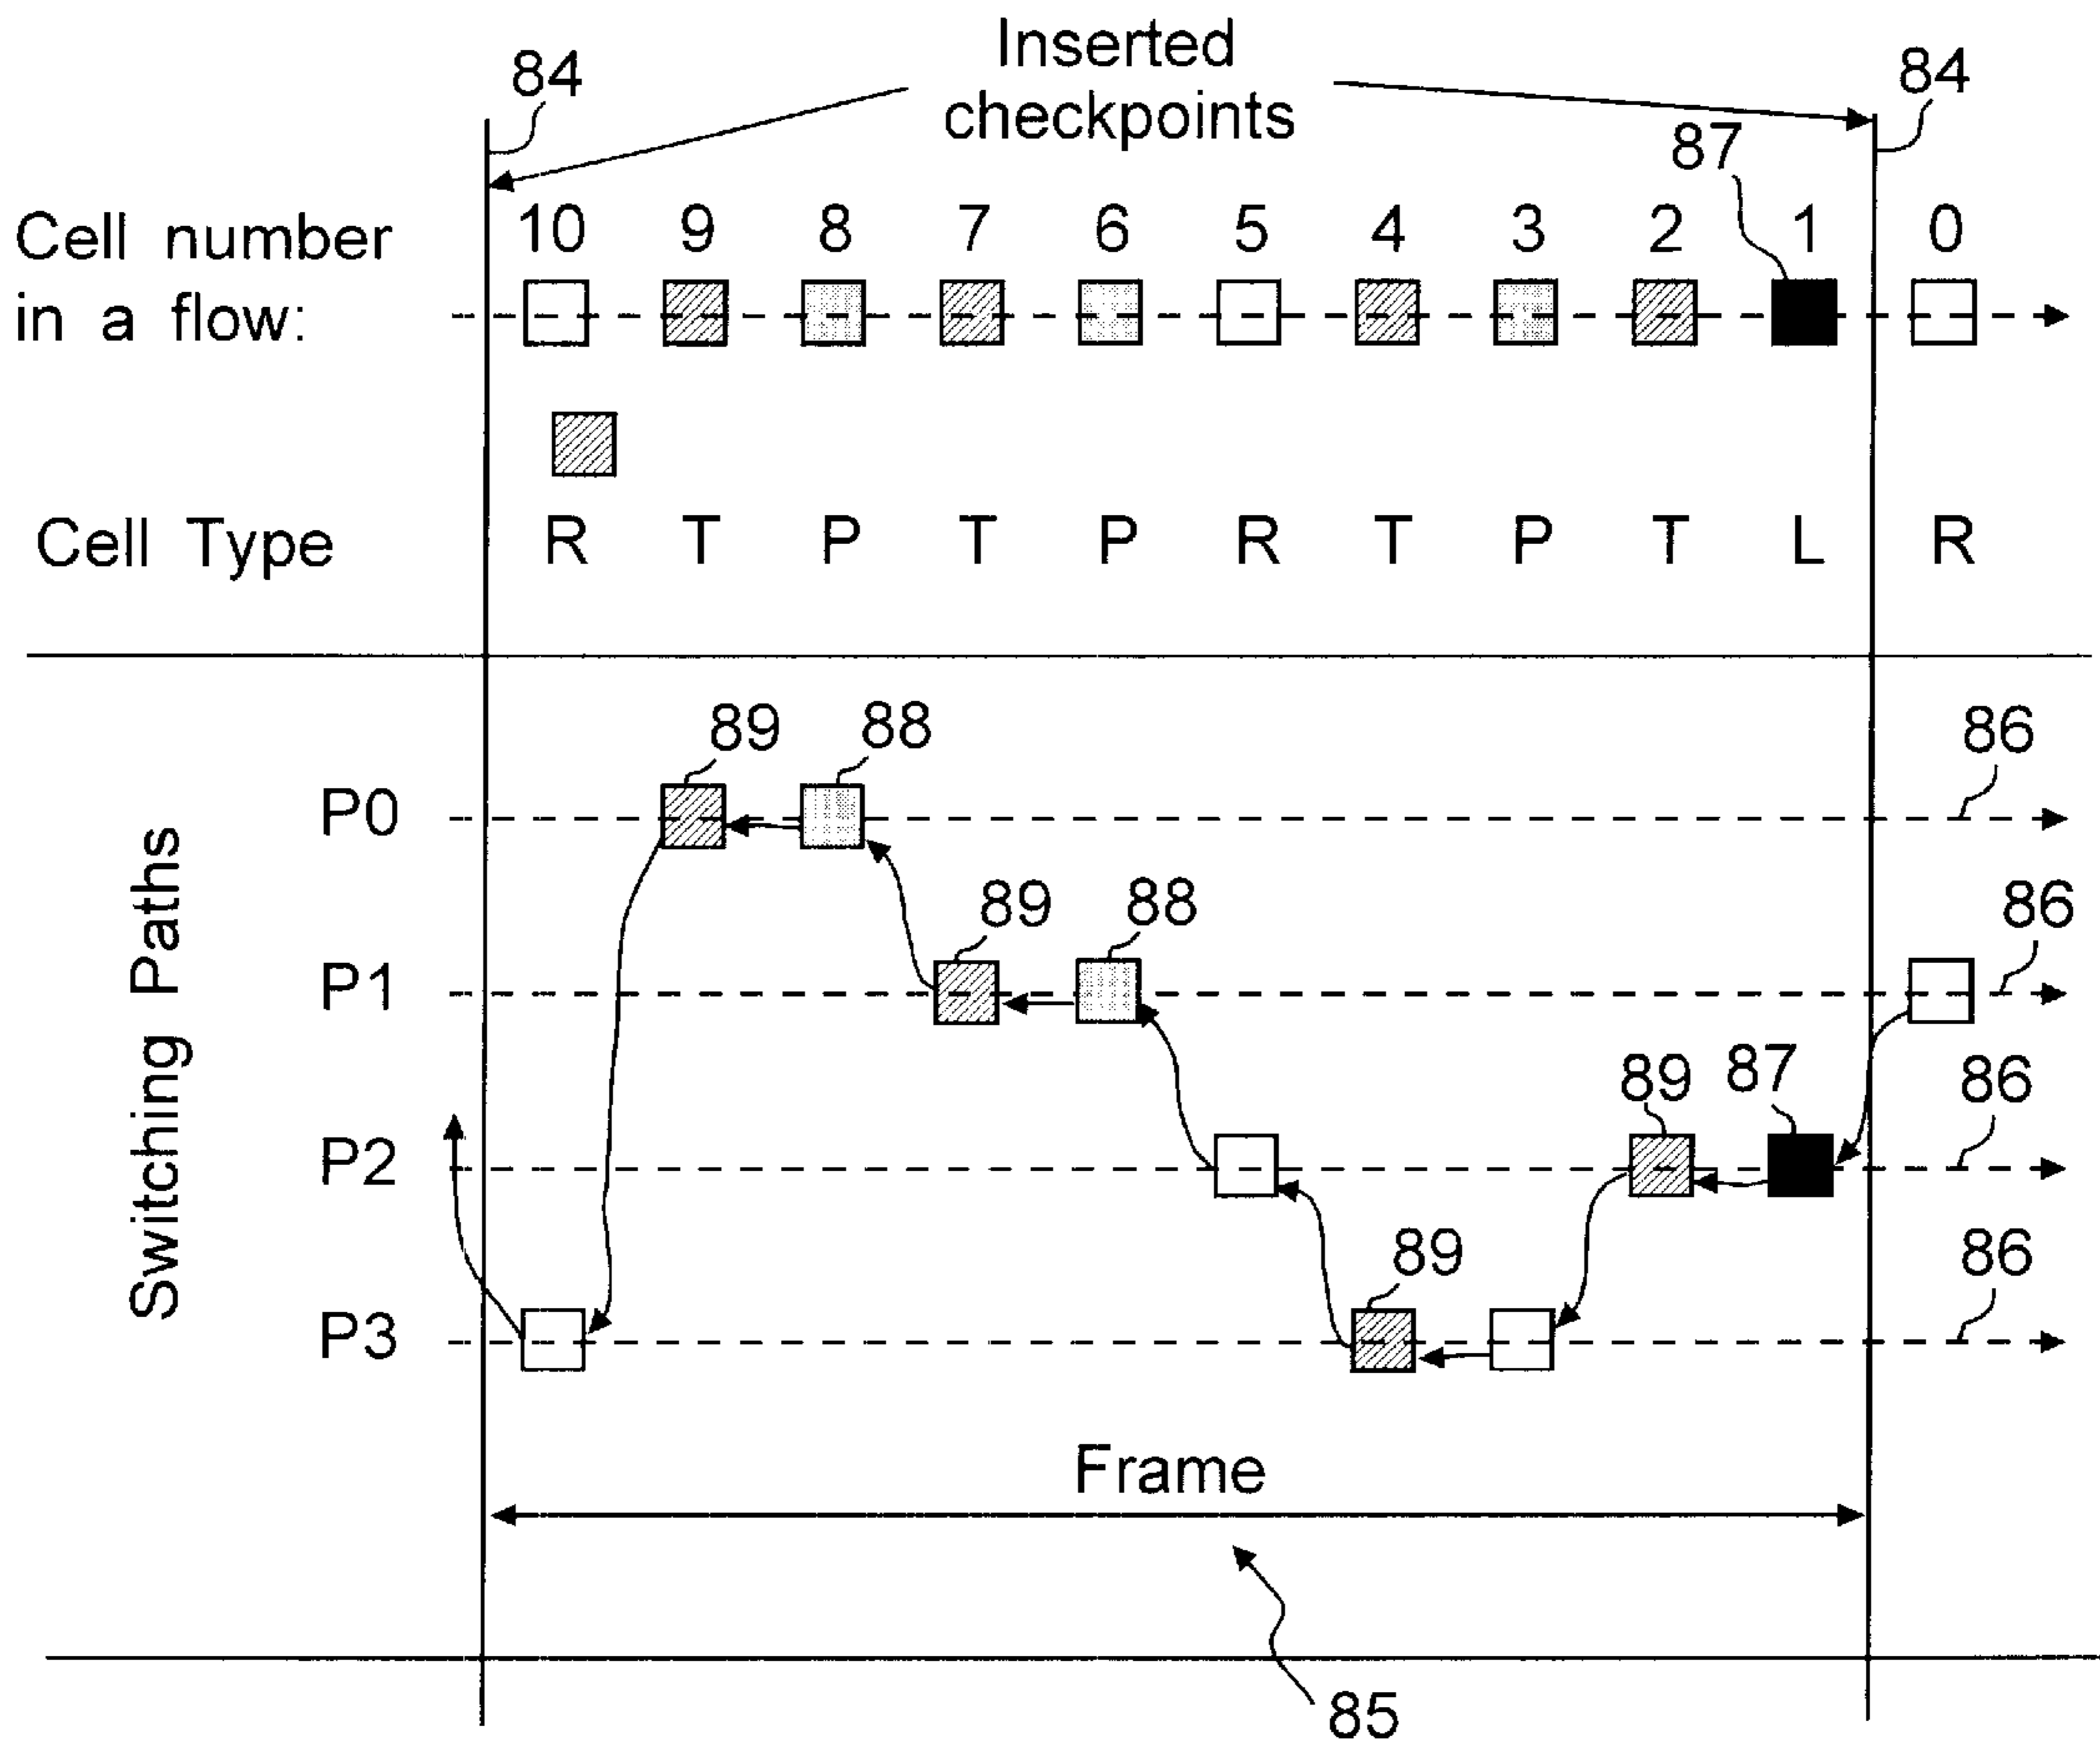 Inserted
checkpoints
84
84
87
Cell number
in a flow:
10 9 8 7 6 5 4 3 2 1 0
Cell Type R T P T P R T P T L R
Switching Paths
89 88 86
P0
89 88 86
P1
89 87 86
P2
89 86
P3
Frame
85